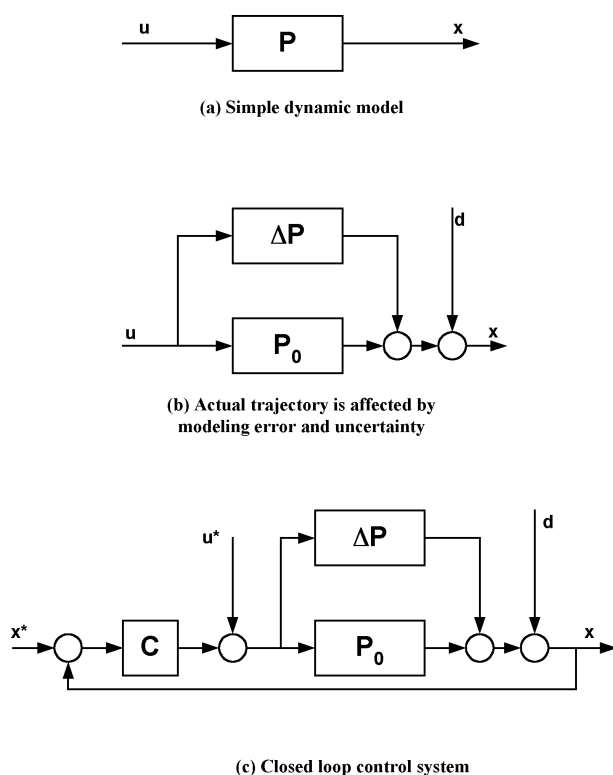 u
P
x
(a) Simple dynamic model
ΔP
d
u
P0
x
(b) Actual trajectory is affected by
modeling error and uncertainty
u*
ΔP
d
x*
C
P0
x
(c) Closed loop control system